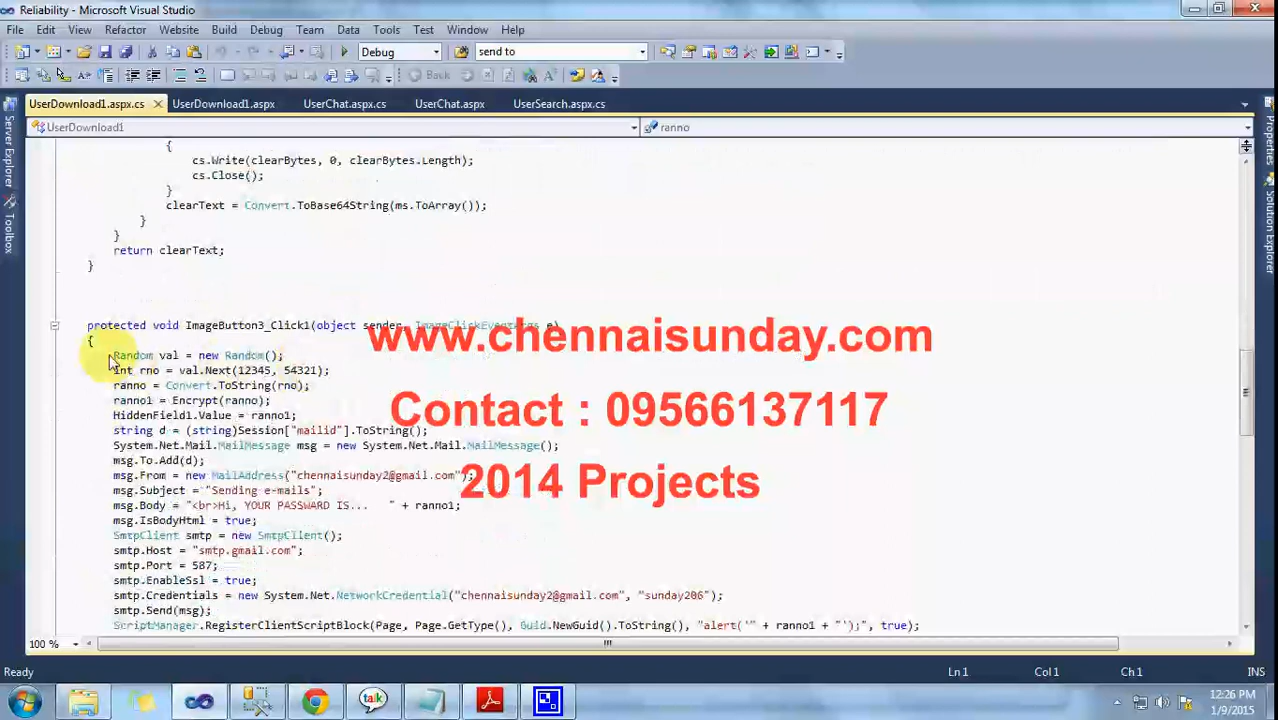 Reliability - Microsoft Visual Studio
File Edit View Refactor Website Build Debug Team Data Tools Test Window Help
Debug send to
Back
UserDownload1.aspx.cs UserDownload1.aspx UserChat.aspx.cs UserChat.aspx UserSearch.aspx.cs
UserDownload1 ranno
Server Explorer
Toolbox
Properties
Solution Explorer
{
cs.Write(clearBytes, 0, clearBytes.Length);
cs.Close();
}
clearText = Convert.ToBase64String(ms.ToArray());
}
}
return clearText;
}
protected void ImageButton3_Click1(object sender, ImageClickEventArgs e)
{
Random val = new Random();
int rno = val.Next(12345, 54321);
ranno = Convert.ToString(rno);
ranno1 = Encrypt(ranno);
HiddenField1.Value = ranno1;
string d = (string)Session["mailid"].ToString();
System.Net.Mail.MailMessage msg = new System.Net.Mail.MailMessage();
msg.To.Add(d);
msg.From = new MailAddress("chennaisunday2@gmail.com");
msg.Subject = "Sending e-mails";
msg.Body = "<br>Hi, YOUR PASSWARD IS... " + ranno1;
msg.IsBodyHtml = true;
SmtpClient smtp = new SmtpClient();
smtp.Host = "smtp.gmail.com";
smtp.Port = 587;
smtp.EnableSsl = true;
smtp.Credentials = new System.Net.NetworkCredential("chennaisunday2@gmail.com", "sunday206");
smtp.Send(msg);
ScriptManager.RegisterClientScriptBlock(Page, Page.GetType(), Guid.NewGuid().ToString(), "alert('" + ranno1 + "');", true);
www.chennaisunday.com
Contact : 09566137117
2014 Projects
100 %
Ready Ln 1 Col 1 Ch 1 INS
talk
12:26 PM
1/9/2015